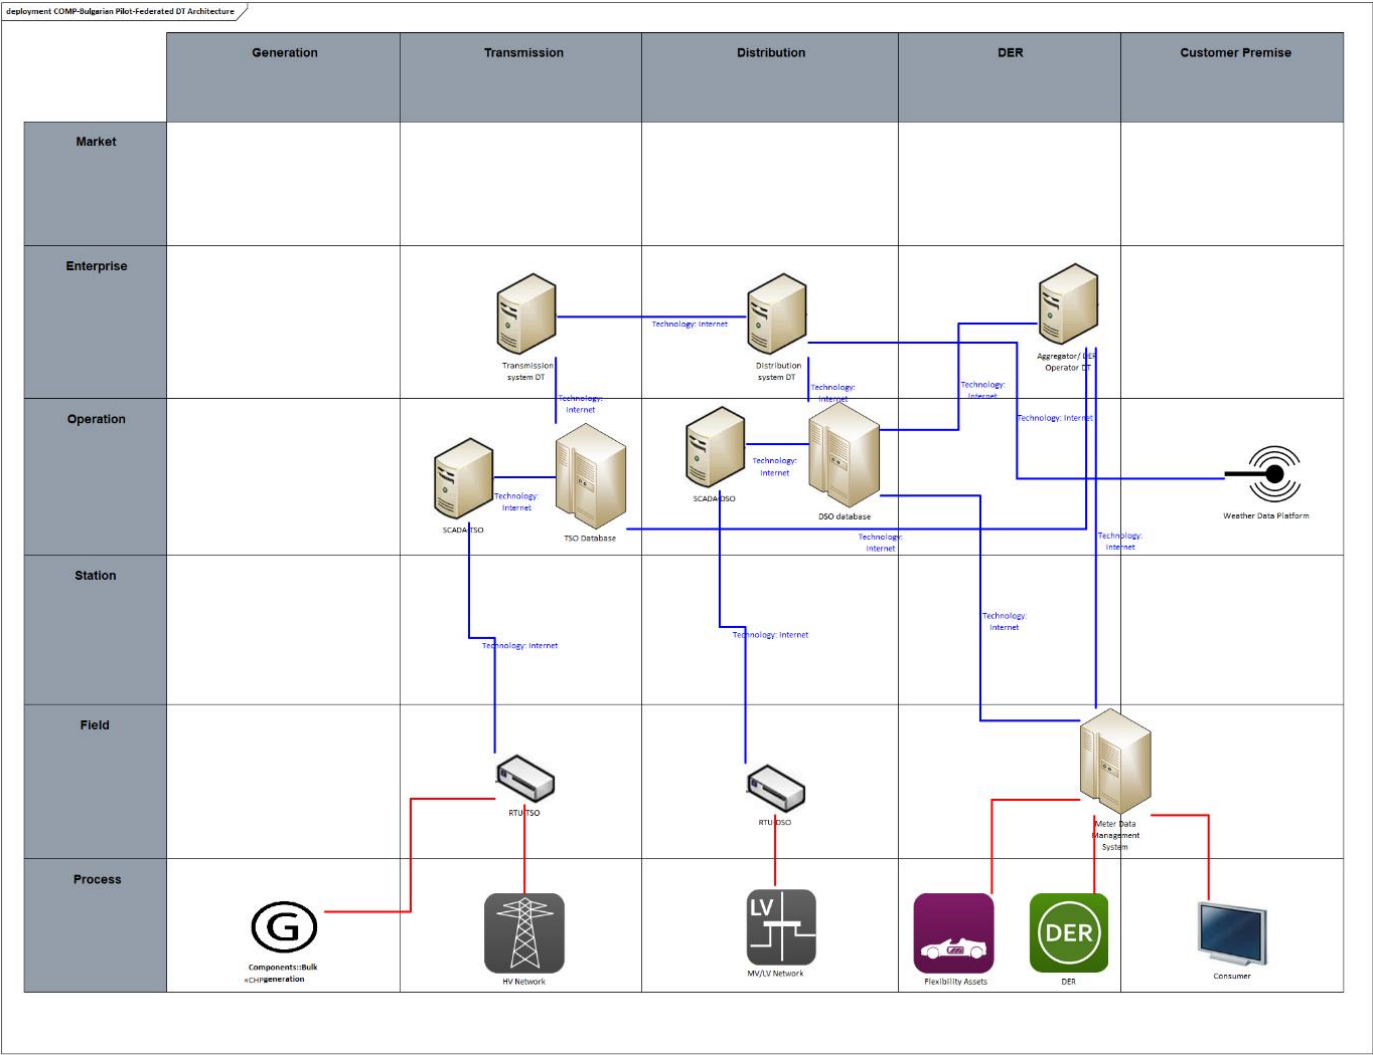 deployment COMP-Bulgarian Pilot-Federated DT Architecture
Generation
Transmission
Distribution
DER
Customer Premise
Market
Enterprise
Technology: Internet
Transmission
system DT
Distribution
system DT
Aggregator/ DER
Operator DT
Technology:
Internet
Technology:
Internet
Technology:
Internet
Operation
Technology: Internet
Technology:
Internet
Technology:
Internet
SCADA-TSO
TSO Database
SCADA-DSO
DSO database
Weather Data Platform
Technology:
Internet
Technology:
Internet
Station
Technology:
Internet
Technology: Internet
Technology: Internet
Field
RTU-TSO
RTU-DSO
Meter Data
Management
System
Process
G
LV
DER
Components::Bulk
«CHP»generation
HV Network
MV/LV Network
Flexibility Assets
DER
Consumer